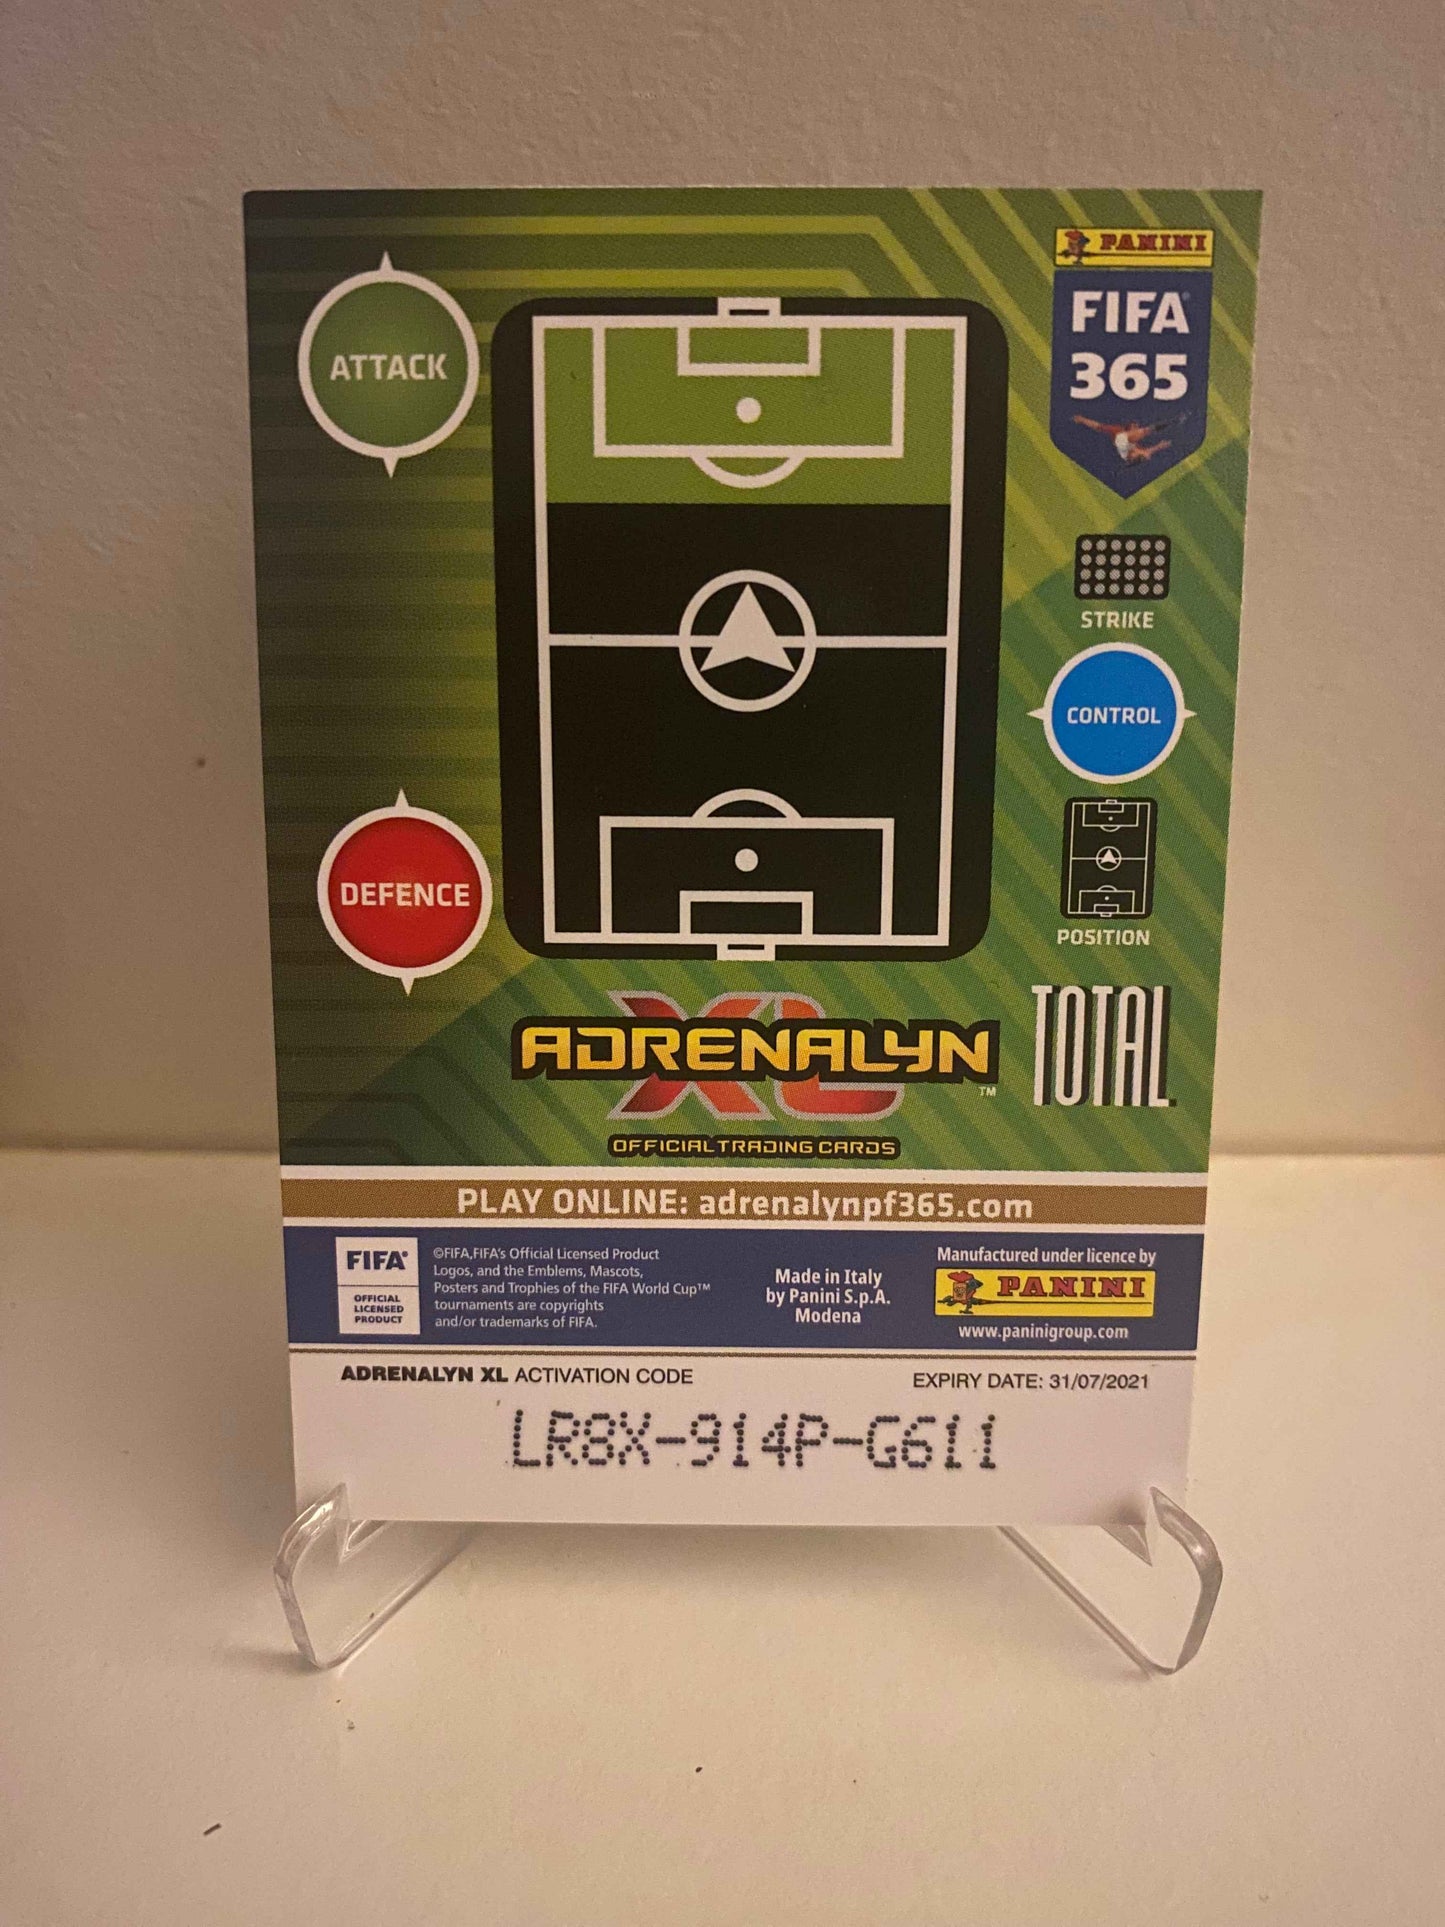 PANINI
FIFA
365
ATTACK
STRIKE
CONTROL
DEFENCE
POSITION
ADRENALYN
XL
™
TOTAL
OFFICIAL TRADING CARDS
PLAY ONLINE: adrenalynpf365.com
FIFA®
OFFICIAL
LICENSED
PRODUCT
©FIFA,FIFA's Official Licensed Product
Logos, and the Emblems, Mascots,
Posters and Trophies of the FIFA World Cup™
tournaments are copyrights
and/or trademarks of FIFA.
Made in Italy
by Panini S.p.A.
Modena
Manufactured under licence by
PANINI
www.paninigroup.com
ADRENALYN XL ACTIVATION CODE
EXPIRY DATE: 31/07/2021
LR8X-914P-G611